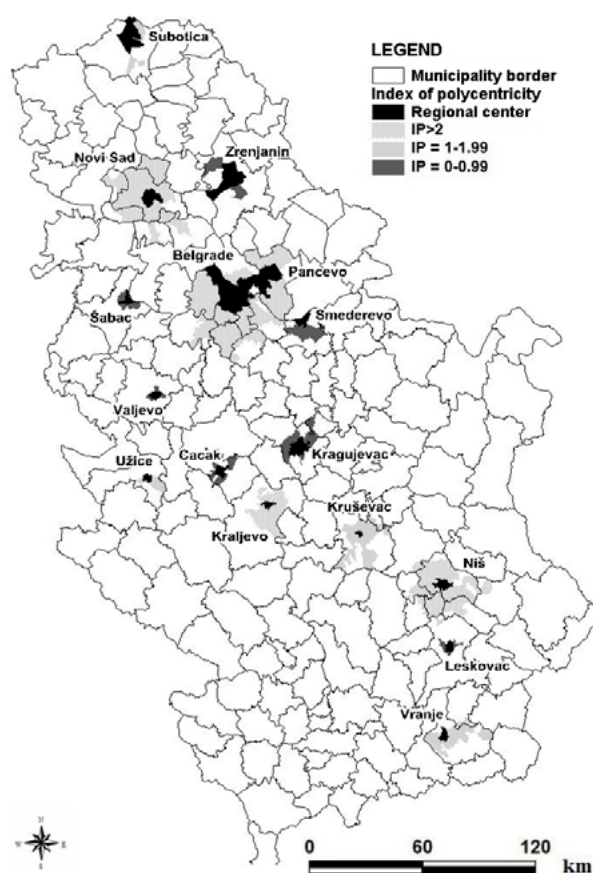 Subotica
LEGEND
Municipality border
Index of polycentricity
Regional center
IP>2
IP = 1-1.99
IP = 0-0.99
Novi Šad
Zrenjanin
Belgrade
Pancevo
Šabac
Smederevo
Valjevo
Užice
Cacak
Kragujevac
Kraljevo
Kruševac
Niš
Leskovac
Vranje
N
W E
S
0 60 120
km